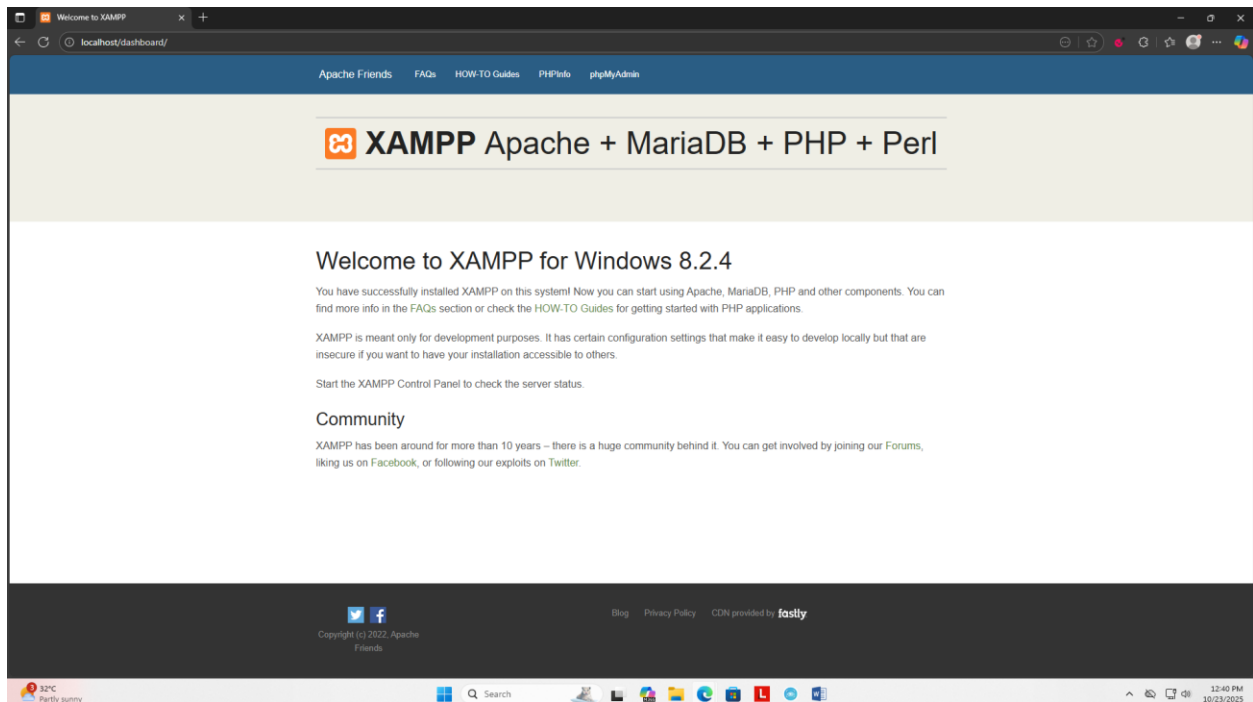 Welcome to XAMPP
localhost/dashboard/
Apache Friends FAQs HOW-TO Guides PHPInfo phpMyAdmin
XAMPP Apache + MariaDB + PHP + Perl
Welcome to XAMPP for Windows 8.2.4
You have successfully installed XAMPP on this system! Now you can start using Apache, MariaDB, PHP and other components. You can
find more info in the FAQs section or check the HOW-TO Guides for getting started with PHP applications.
XAMPP is meant only for development purposes. It has certain configuration settings that make it easy to develop locally but that are
insecure if you want to have your installation accessible to others.
Start the XAMPP Control Panel to check the server status.
Community
XAMPP has been around for more than 10 years – there is a huge community behind it. You can get involved by joining our Forums,
liking us on Facebook, or following our exploits on Twitter.
Blog Privacy Policy CDN provided by fastly
Copyright (c) 2022, Apache
Friends
3 32°C
Partly sunny
Search
L
W
12:40 PM
10/23/2025